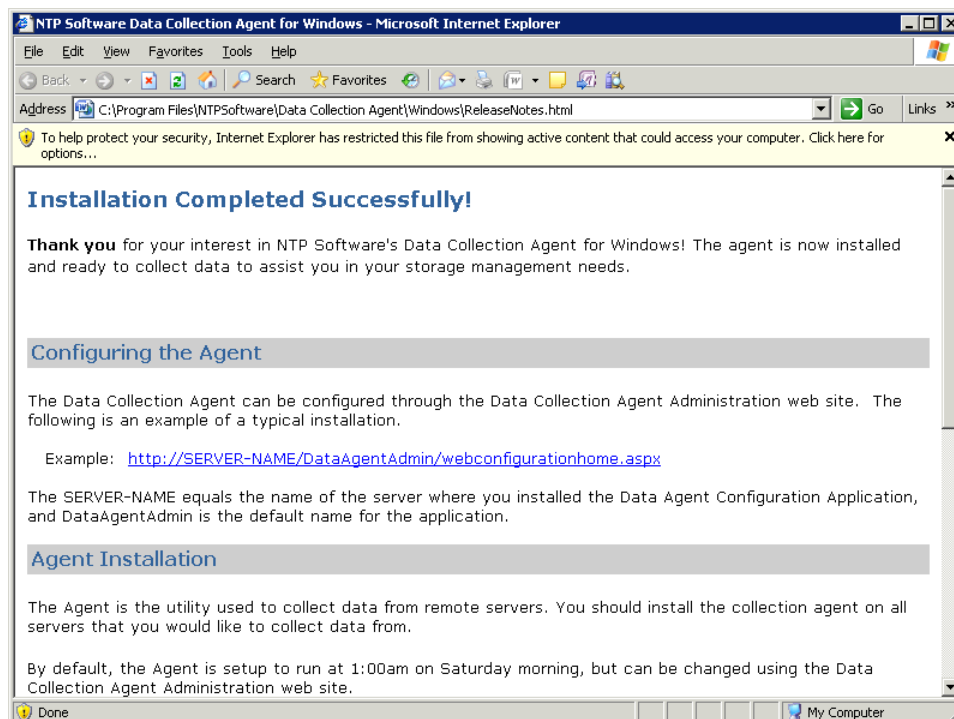 NTP Software Data Collection Agent for Windows - Microsoft Internet Explorer
File Edit View Favorites Tools Help
Back Search Favorites
Address C:\Program Files\NTPSoftware\Data Collection Agent\Windows\ReleaseNotes.html Go Links »
To help protect your security, Internet Explorer has restricted this file from showing active content that could access your computer. Click here for
options...
Installation Completed Successfully!
Thank you for your interest in NTP Software's Data Collection Agent for Windows! The agent is now installed
and ready to collect data to assist you in your storage management needs.
Configuring the Agent
The Data Collection Agent can be configured through the Data Collection Agent Administration web site. The
following is an example of a typical installation.
Example: http://SERVER-NAME/DataAgentAdmin/webconfigurationhome.aspx
The SERVER-NAME equals the name of the server where you installed the Data Agent Configuration Application,
and DataAgentAdmin is the default name for the application.
Agent Installation
The Agent is the utility used to collect data from remote servers. You should install the collection agent on all
servers that you would like to collect data from.
By default, the Agent is setup to run at 1:00am on Saturday morning, but can be changed using the Data
Collection Agent Administration web site.
Done My Computer